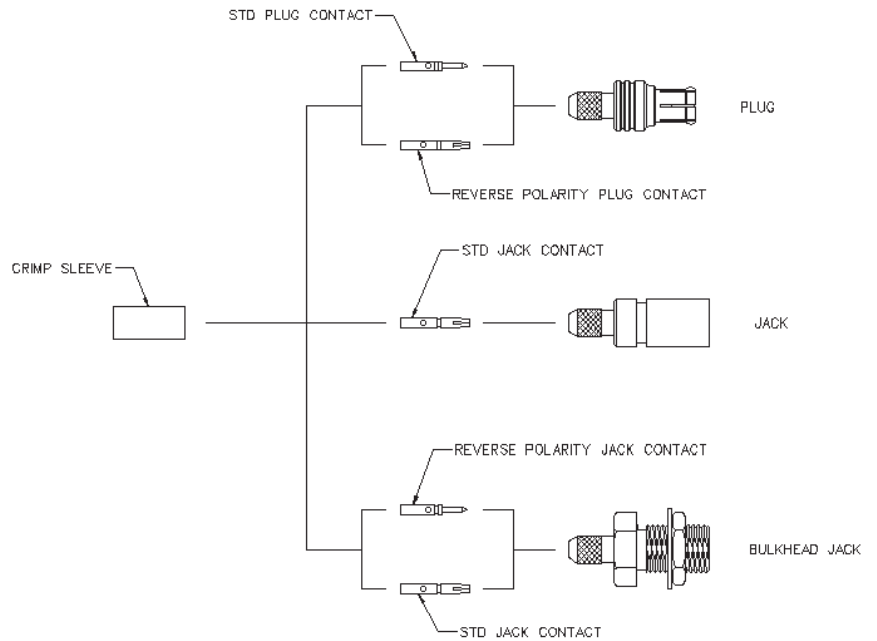 STD PLUG CONTACT
PLUG
REVERSE POLARITY PLUG CONTACT
STD JACK CONTACT
CRIMP SLEEVE
JACK
REVERSE POLARITY JACK CONTACT
BULKHEAD JACK
STD JACK CONTACT